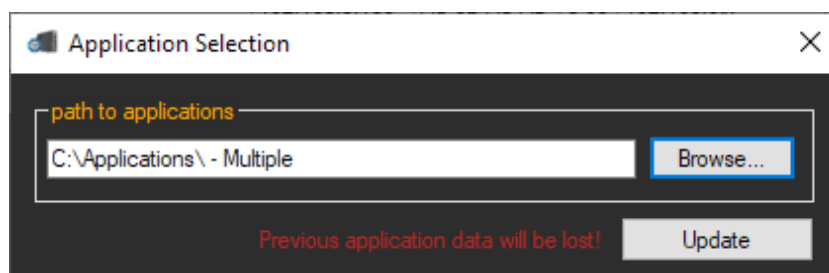 Application Selection
path to applications
C:\Applications\ - Multiple
Browse...
Previous application data will be lost!
Update